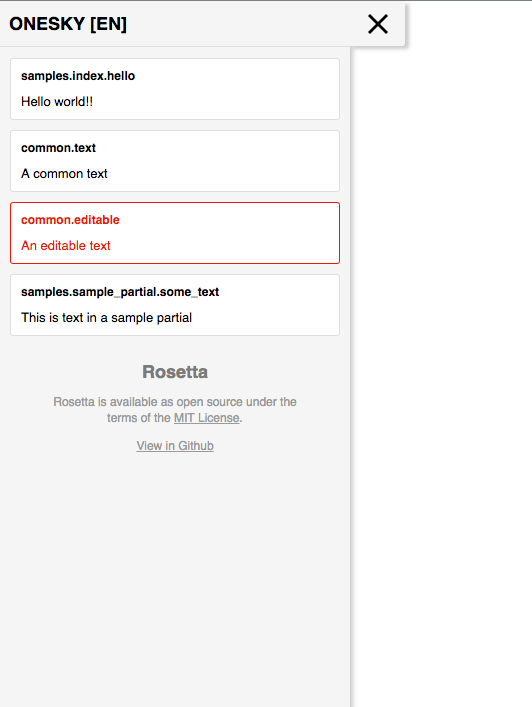 ONESKY [EN]
samples.index.hello
Hello world!!
common.text
A common text
common.editable
An editable text
samples.sample_partial.some_text
This is text in a sample partial
Rosetta
Rosetta is available as open source under the
terms of the MIT License.
View in Github